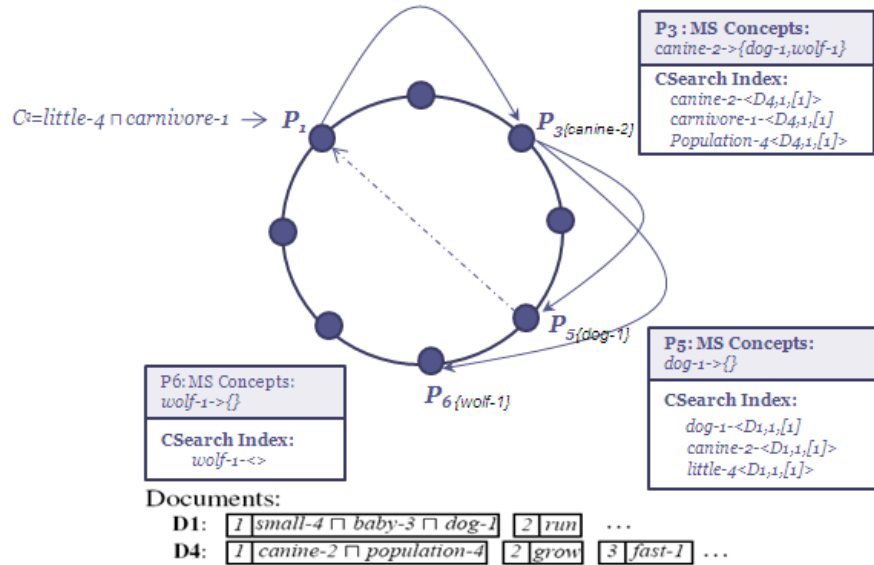 P3 : MS Concepts:
canine-2->{dog-1,wolf-1}
CSearch Index:
canine-2-<D4,1,[1]>
carnivore-1-<D4,1,[1]
Population-4<D4,1,[1]>
C^q=little-4 ⊓ carnivore-1 →
P1
P3{canine-2}
P5{dog-1}
P6{wolf-1}
P5: MS Concepts:
dog-1->{}
CSearch Index:
dog-1-<D1,1,[1]
canine-2-<D1,1,[1]>
little-4<D1,1,[1]>
P6: MS Concepts:
wolf-1->{}
CSearch Index:
wolf-1-<>
Documents:
D1: 1 small-4 ⊓ baby-3 ⊓ dog-1 2 run ...
D4: 1 canine-2 ⊓ population-4 2 grow 3 fast-1 ...